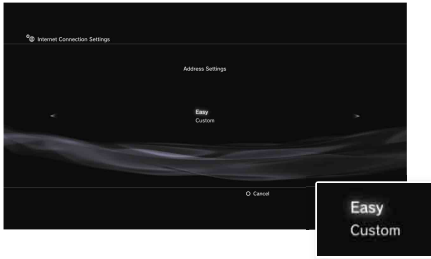 Internet Connection Settings
Address Settings
Easy
Custom
Cancel
Easy
Custom